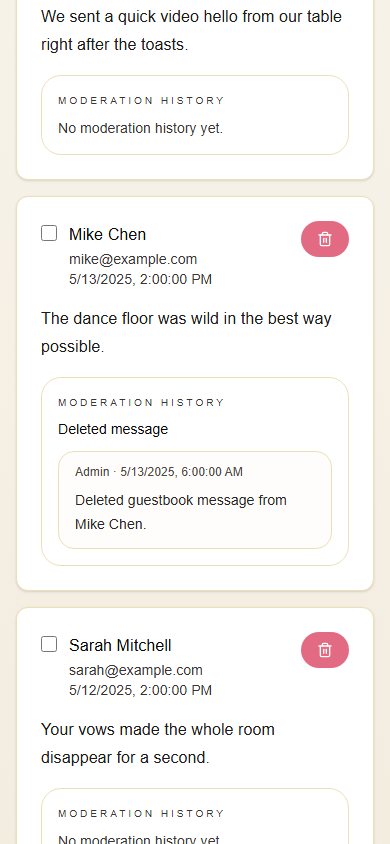 We sent a quick video hello from our table
right after the toasts.
MODERATION HISTORY
No moderation history yet.
Mike Chen
mike@example.com
5/13/2025, 2:00:00 PM
The dance floor was wild in the best way
possible.
MODERATION HISTORY
Deleted message
Admin · 5/13/2025, 6:00:00 AM
Deleted guestbook message from
Mike Chen.
Sarah Mitchell
sarah@example.com
5/12/2025, 2:00:00 PM
Your vows made the whole room
disappear for a second.
MODERATION HISTORY
No moderation history yet